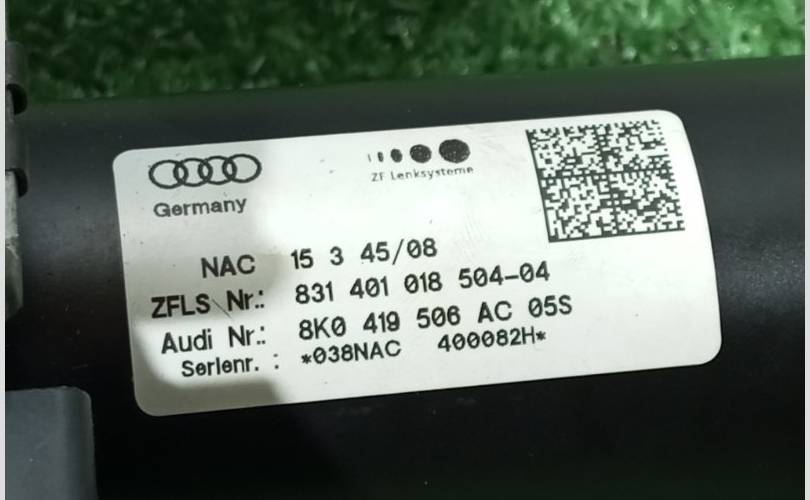 ZF Lenksysteme
Germany
NAC 15 3 45/08
ZFLS Nr.: 831 401 018 504-04
Audi Nr.: 8K0 419 506 AC 05S
Serlenr. : *038NAC 400082H*